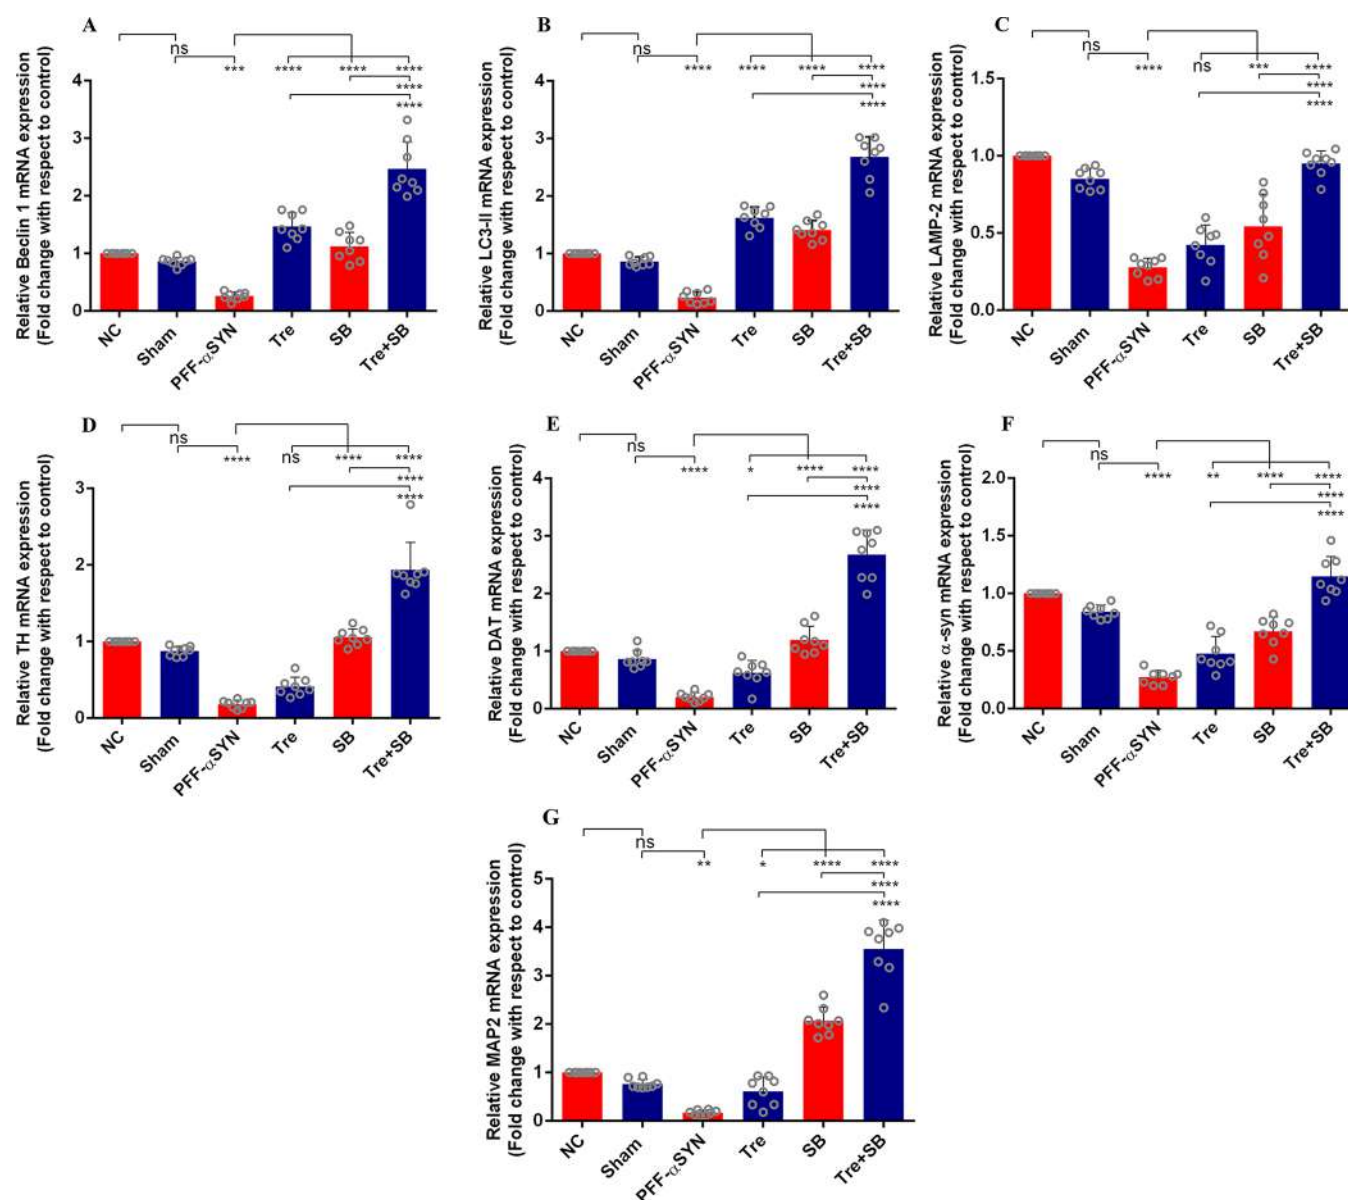 A
ns
*** **** **** ****
****
****
Relative Beclin 1 mRNA expression
(Fold change with respect to control)
4
3
2
1
0
NC
Sham
PFF-αSYN
Tre
SB
Tre+SB
B
ns
**** **** **** ****
****
****
Relative LC3-II mRNA expression
(Fold change with respect to control)
4
3
2
1
0
NC
Sham
PFF-αSYN
Tre
SB
Tre+SB
C
ns
**** ns *** ****
****
****
Relative LAMP-2 mRNA expression
(Fold change with respect to control)
1.5
1.0
0.5
0.0
NC
Sham
PFF-αSYN
Tre
SB
Tre+SB
D
ns
**** ns **** ****
****
****
Relative TH mRNA expression
(Fold change with respect to control)
3
2
1
0
NC
Sham
PFF-αSYN
Tre
SB
Tre+SB
E
ns
**** * **** ****
****
****
Relative DAT mRNA expression
(Fold change with respect to control)
4
3
2
1
0
NC
Sham
PFF-αSYN
Tre
SB
Tre+SB
F
ns
**** ** **** ****
****
****
Relative α-syn mRNA expression
(Fold change with respect to control)
2.0
1.5
1.0
0.5
0.0
NC
Sham
PFF-αSYN
Tre
SB
Tre+SB
G
ns
** * **** ****
****
****
Relative MAP2 mRNA expression
(Fold change with respect to control)
5
4
3
2
1
0
NC
Sham
PFF-αSYN
Tre
SB
Tre+SB